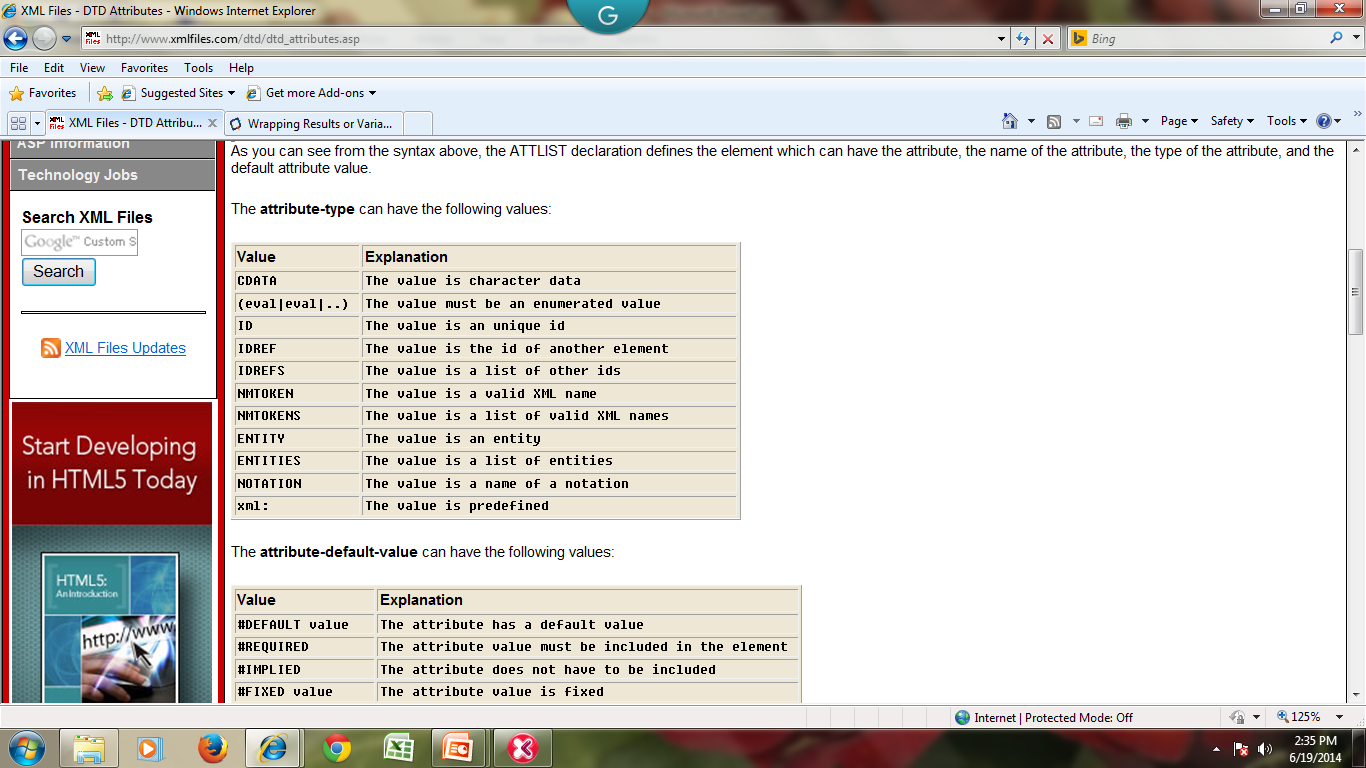 XML Files - DTD Attributes - Windows Internet Explorer
G
http://www.xmlfiles.com/dtd/dtd_attributes.asp
Bing
File Edit View Favorites Tools Help
Favorites Suggested Sites Get more Add-ons
XML Files - DTD Attribu... Wrapping Results or Varia... Page Safety Tools
ASP Information
Technology Jobs
Search XML Files
Google™ Custom S
Search
XML Files Updates
Start Developing
in HTML5 Today
HTML5:
An Introduction
http://www
As you can see from the syntax above, the ATTLIST declaration defines the element which can have the attribute, the name of the attribute, the type of the attribute, and the
default attribute value.
The attribute-type can have the following values:
Value Explanation
CDATA The value is character data
(eval|eval|..) The value must be an enumerated value
ID The value is an unique id
IDREF The value is the id of another element
IDREFS The value is a list of other ids
NMTOKEN The value is a valid XML name
NMTOKENS The value is a list of valid XML names
ENTITY The value is an entity
ENTITIES The value is a list of entities
NOTATION The value is a name of a notation
xml: The value is predefined
The attribute-default-value can have the following values:
Value Explanation
#DEFAULT value The attribute has a default value
#REQUIRED The attribute value must be included in the element
#IMPLIED The attribute does not have to be included
#FIXED value The attribute value is fixed
Internet | Protected Mode: Off 125%
2:35 PM
6/19/2014